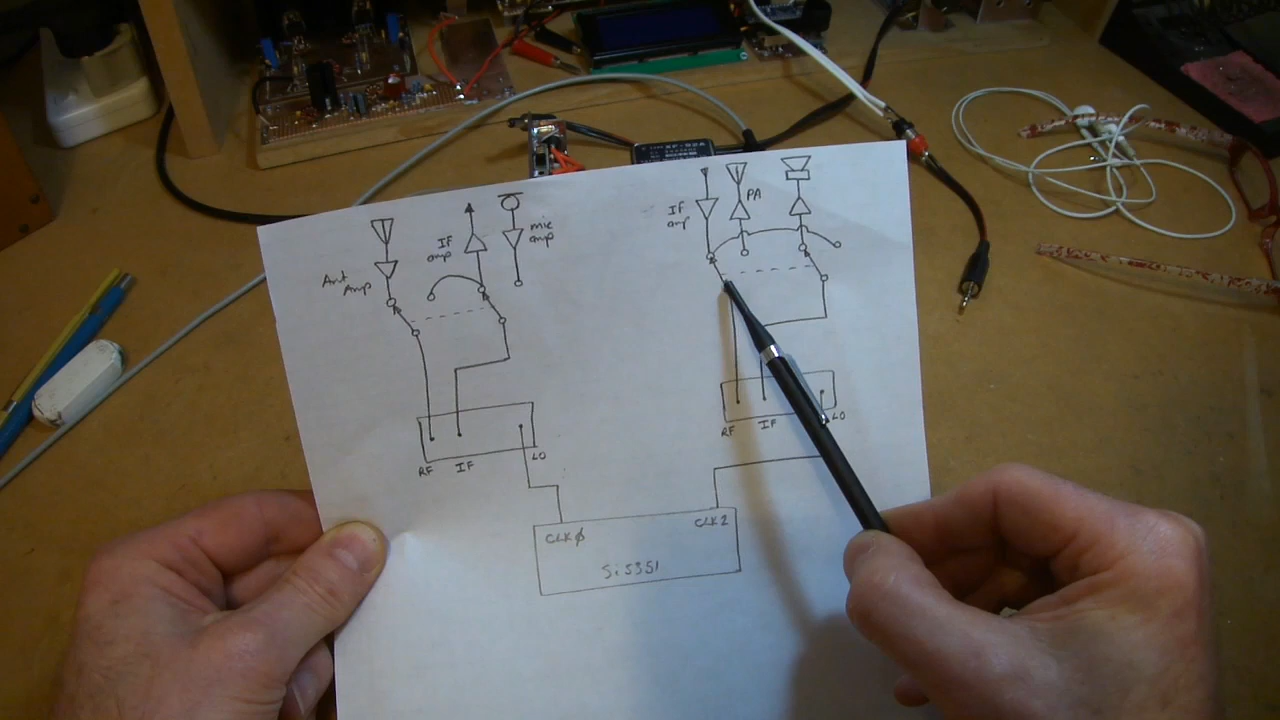 Ant
Amp
IF
amp
mic
amp
IF
amp
PA
RF IF LO
RF IF LO
CLK0 CLK2
Si5351